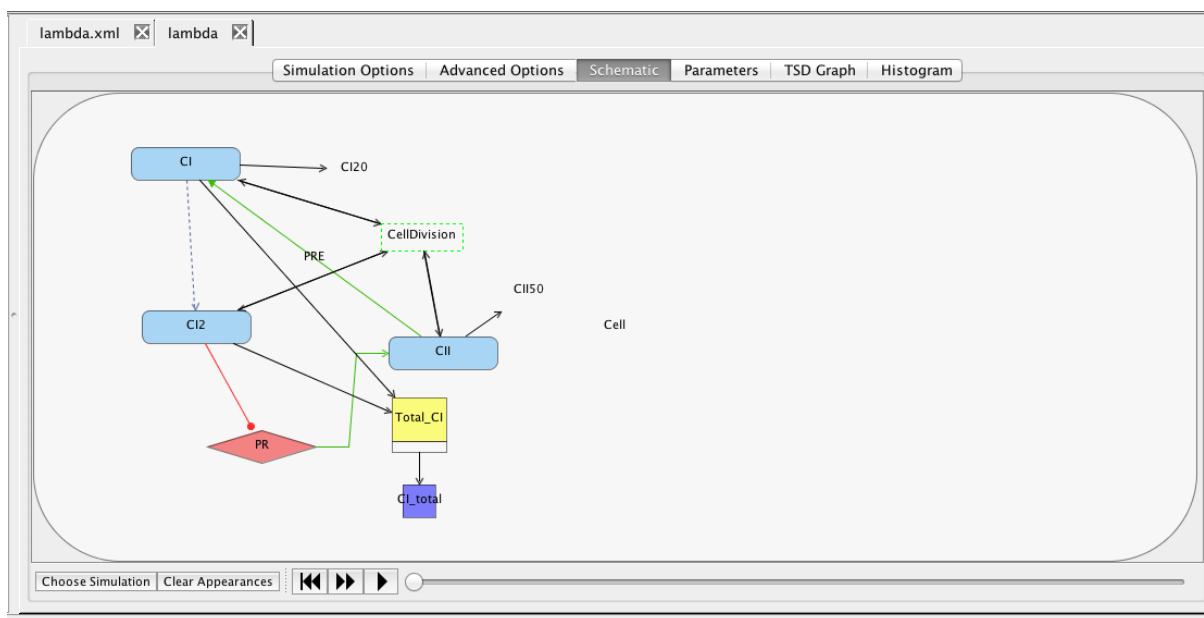 lambda.xml lambda
Simulation Options Advanced Options Schematic Parameters TSD Graph Histogram
CI
CI20
CellDivision
PRE
CII50
CI2
Cell
CII
Total_CI
PR
CI_total
Choose Simulation Clear Appearances